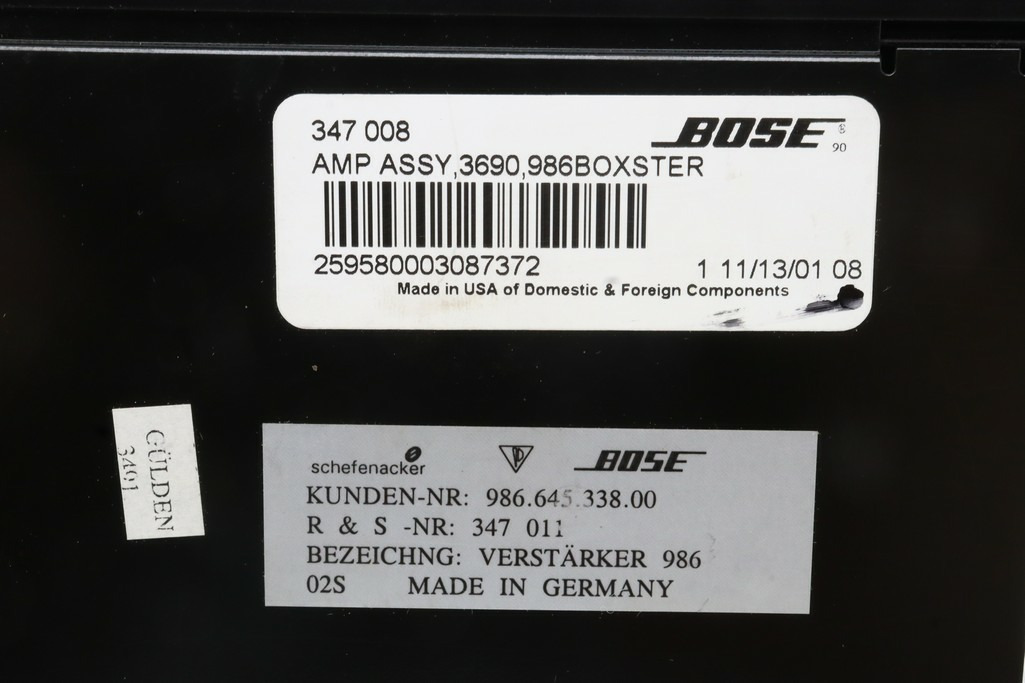 347 008
BOSE®
90
AMP ASSY,3690,986BOXSTER
259580003087372
1 11/13/01 08
Made in USA of Domestic & Foreign Components
GÜLDEN
3491
schefenacker
BOSE
KUNDEN-NR: 986.645.338.00
R & S -NR: 347 011
BEZEICHNG: VERSTÄRKER 986
02S MADE IN GERMANY